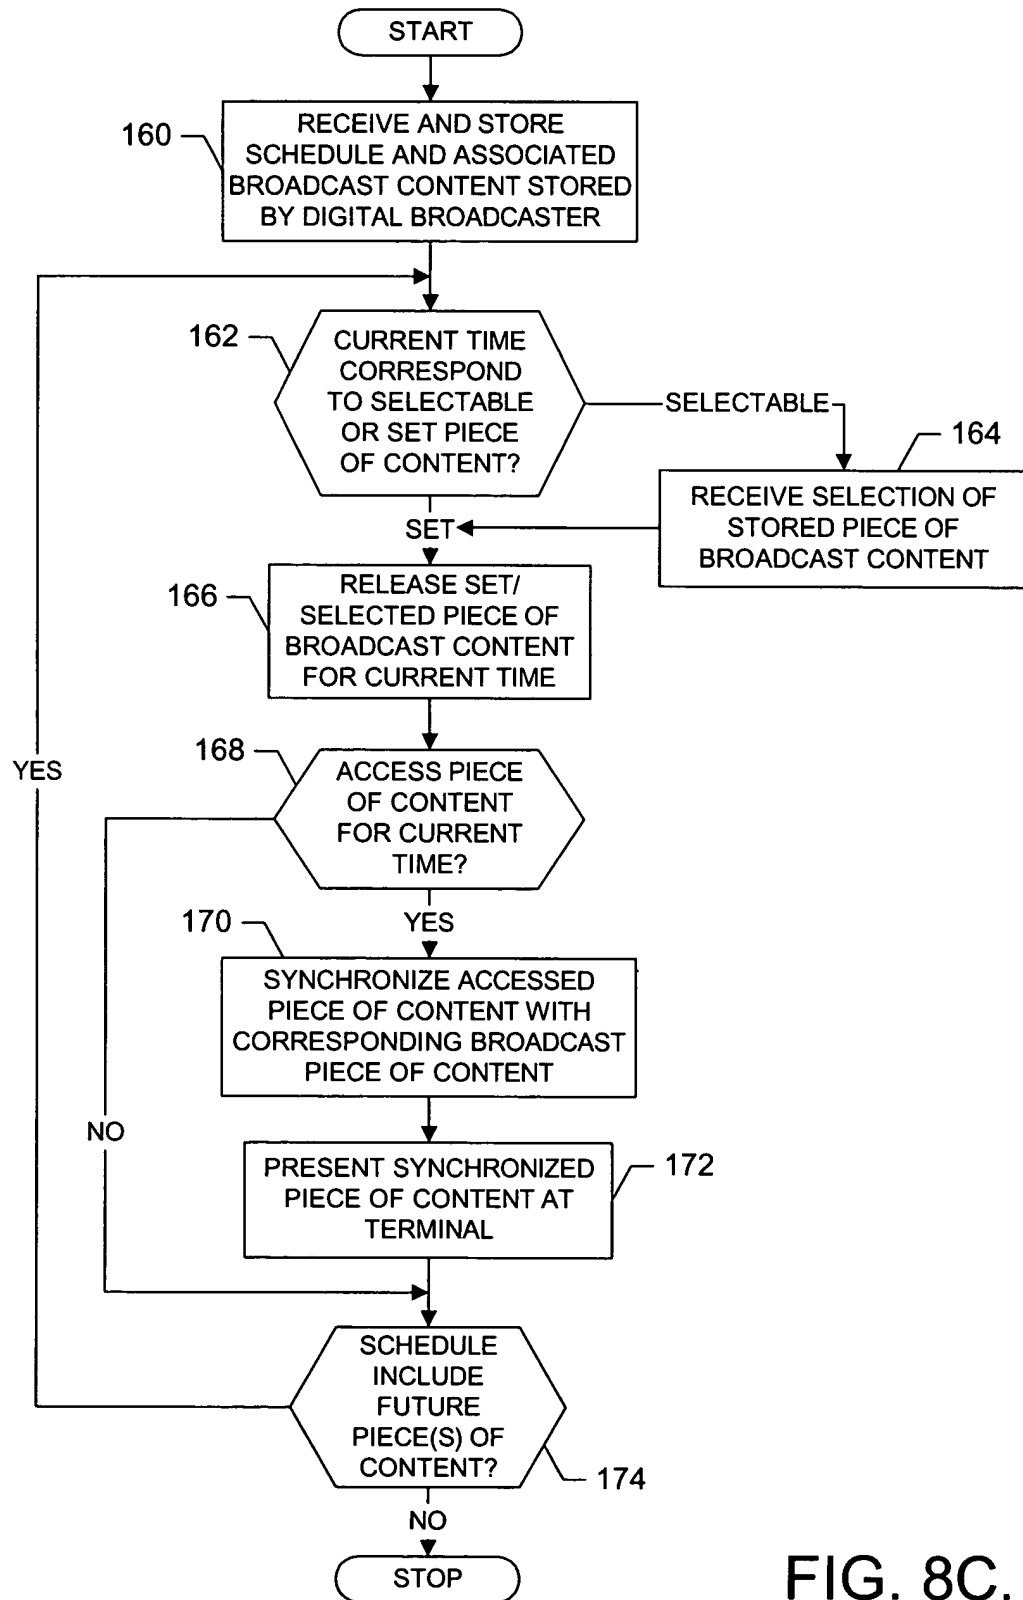 START
160
RECEIVE AND STORE
SCHEDULE AND ASSOCIATED
BROADCAST CONTENT STORED
BY DIGITAL BROADCASTER
162
CURRENT TIME
CORRESPOND
TO SELECTABLE
OR SET PIECE
OF CONTENT?
SELECTABLE
164
RECEIVE SELECTION OF
STORED PIECE OF
BROADCAST CONTENT
SET
166
RELEASE SET/
SELECTED PIECE OF
BROADCAST CONTENT
FOR CURRENT TIME
168
ACCESS PIECE
OF CONTENT
FOR CURRENT
TIME?
YES
YES
170
SYNCHRONIZE ACCESSED
PIECE OF CONTENT WITH
CORRESPONDING BROADCAST
PIECE OF CONTENT
NO
172
PRESENT SYNCHRONIZED
PIECE OF CONTENT AT
TERMINAL
SCHEDULE
INCLUDE
FUTURE
PIECE(S) OF
CONTENT?
174
NO
STOP
FIG. 8C.